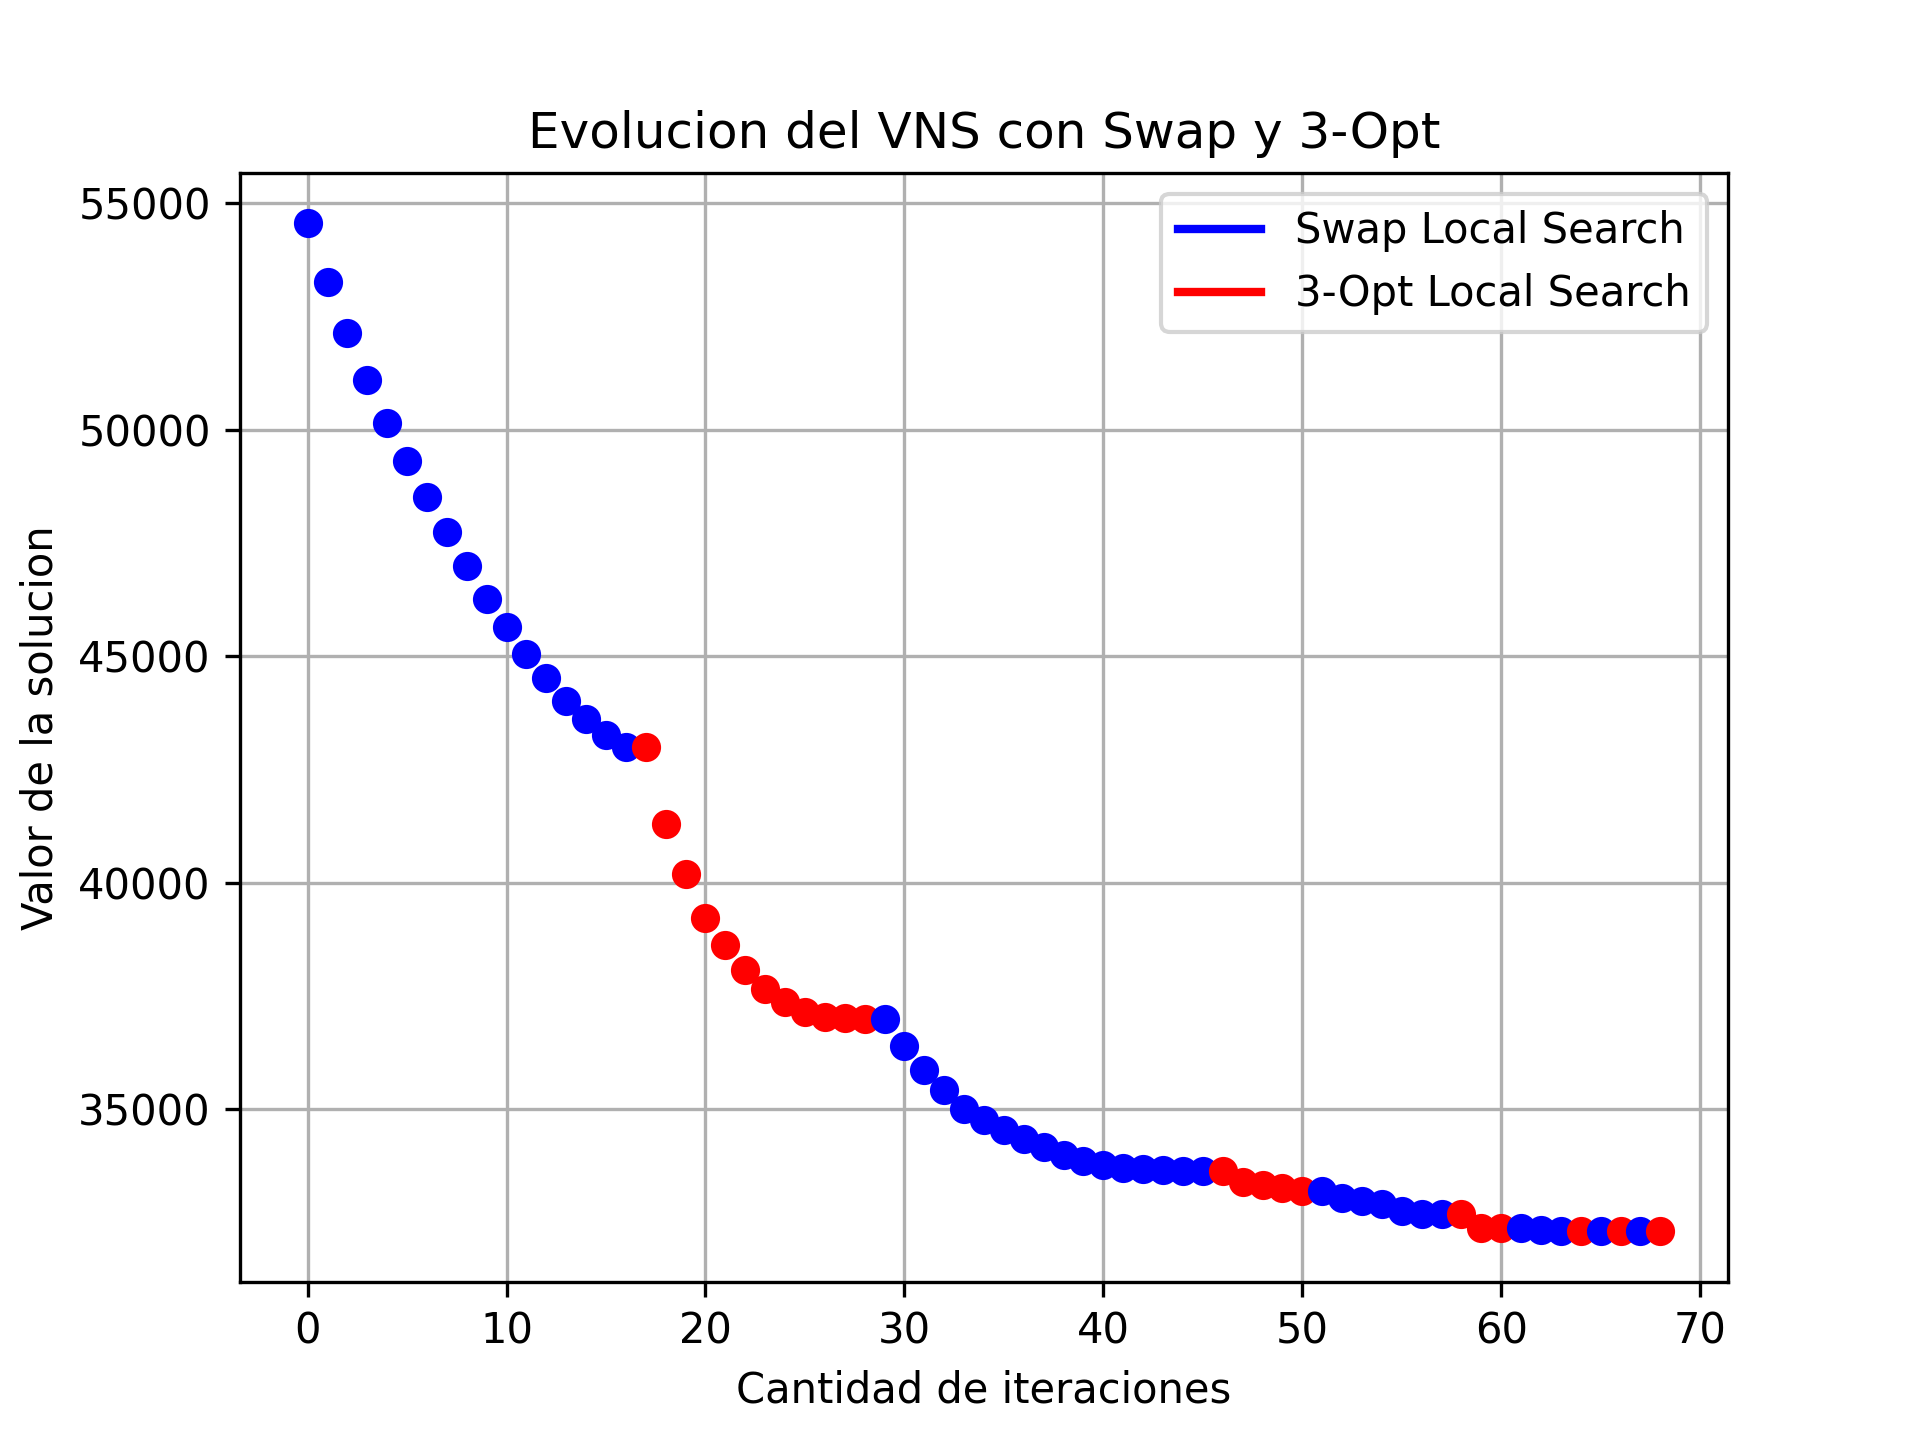 Evolucion del VNS con Swap y 3-Opt
Swap Local Search
3-Opt Local Search
Valor de la solucion
55000
50000
45000
40000
35000
0 10 20 30 40 50 60 70
Cantidad de iteraciones